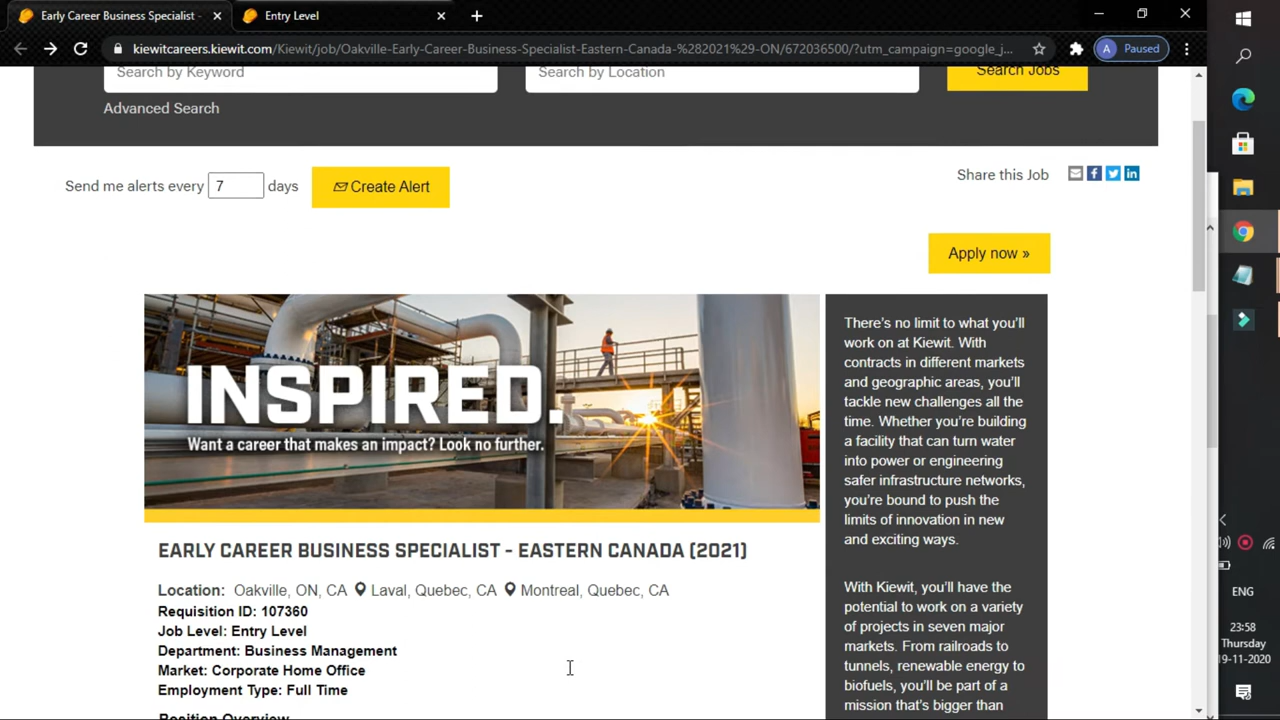 Early Career Business Specialist -
Entry Level
kiewitcareers.kiewit.com/Kiewit/job/Oakville-Early-Career-Business-Specialist-Eastern-Canada-%282021%29-ON/672036500/?utm_campaign=google_j...
A Paused
Search by Keyword
Search by Location
Search Jobs
Advanced Search
Send me alerts every 7 days
Create Alert
Share this Job
Apply now »
INSPIRED.
Want a career that makes an impact? Look no further.
EARLY CAREER BUSINESS SPECIALIST - EASTERN CANADA (2021)
Location: Oakville, ON, CA Laval, Quebec, CA Montreal, Quebec, CA
Requisition ID: 107360
Job Level: Entry Level
Department: Business Management
Market: Corporate Home Office
Employment Type: Full Time
Position Overview
There's no limit to what you'll
work on at Kiewit. With
contracts in different markets
and geographic areas, you'll
tackle new challenges all the
time. Whether you're building
a facility that can turn water
into power or engineering
safer infrastructure networks,
you're bound to push the
limits of innovation in new
and exciting ways.
With Kiewit, you'll have the
potential to work on a variety
of projects in seven major
markets. From railroads to
tunnels, renewable energy to
biofuels, you'll be part of a
mission that's bigger than
ENG
23:58
Thursday
19-11-2020